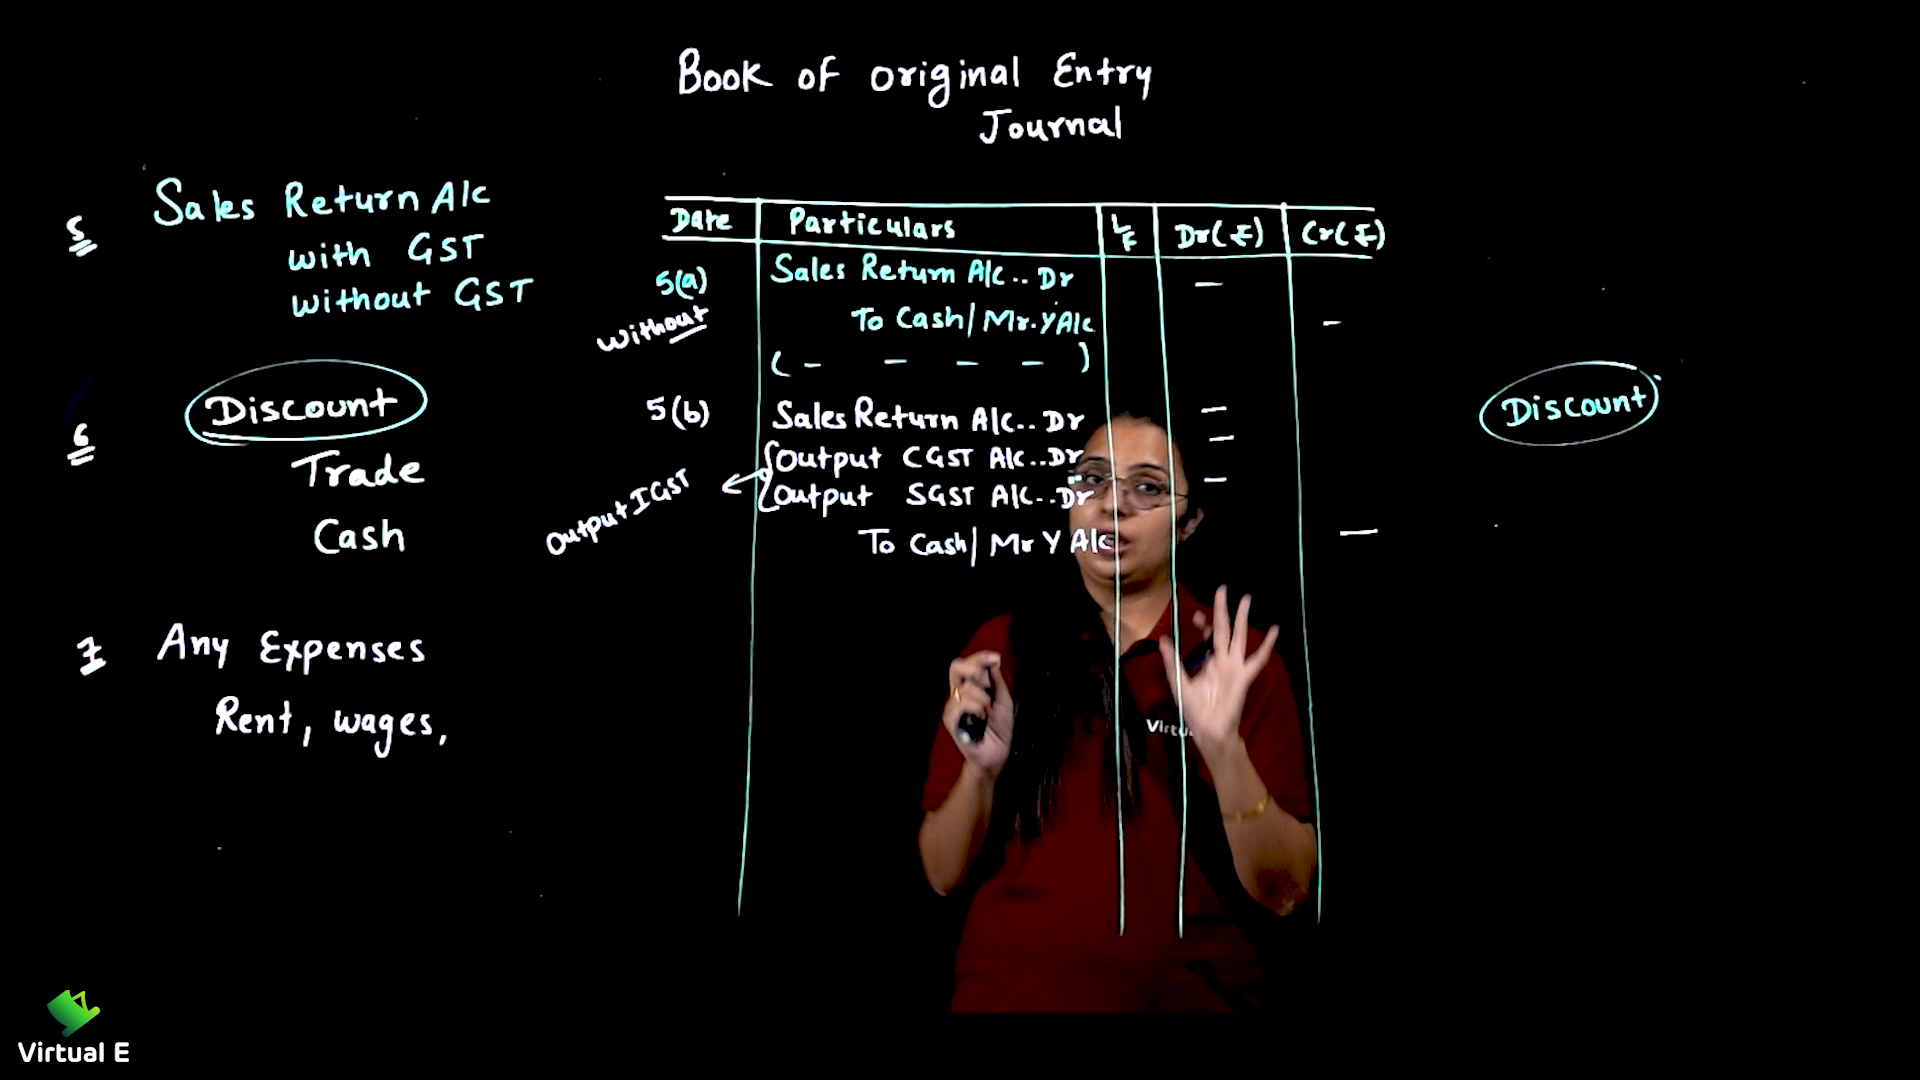 Book of original Entry
Journal
5 Sales Return A/c
with GST
without GST
6 Discount
Trade
Cash
7 Any Expenses
Rent, wages,
Date Particulars LF Dr(₹) Cr(₹)
5(a) Sales Return A/c.. Dr —
without To Cash/Mr.Y A/c -
(- - - -)
5(b) Sales Return A/c.. Dr —
Output CGST A/c..Dr —
Output SGST A/c..Dr —
Output IGST
To Cash/ Mr Y A/c —
Discount
Virtu
Virtual E